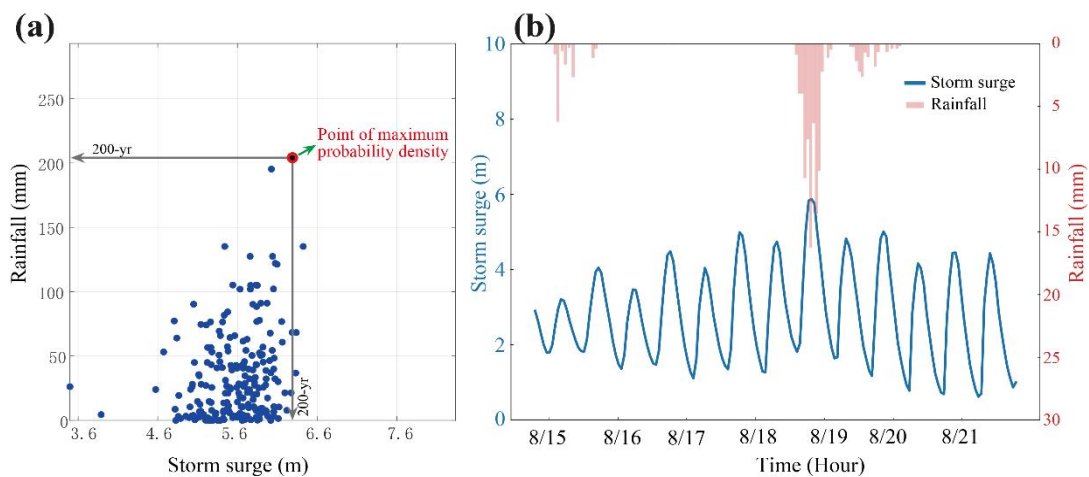 (a)
Rainfall (mm)
250
200
150
100
50
0
200-yr
Point of maximum
probability density
200-yr
3.6
4.6
5.6
6.6
7.6
Storm surge (m)
(b)
Storm surge (m)
10
8
6
4
2
0
Storm surge
Rainfall
0
5
10
15
20
25
30
Rainfall (mm)
8/15
8/16
8/17
8/18
8/19
8/20
8/21
Time (Hour)